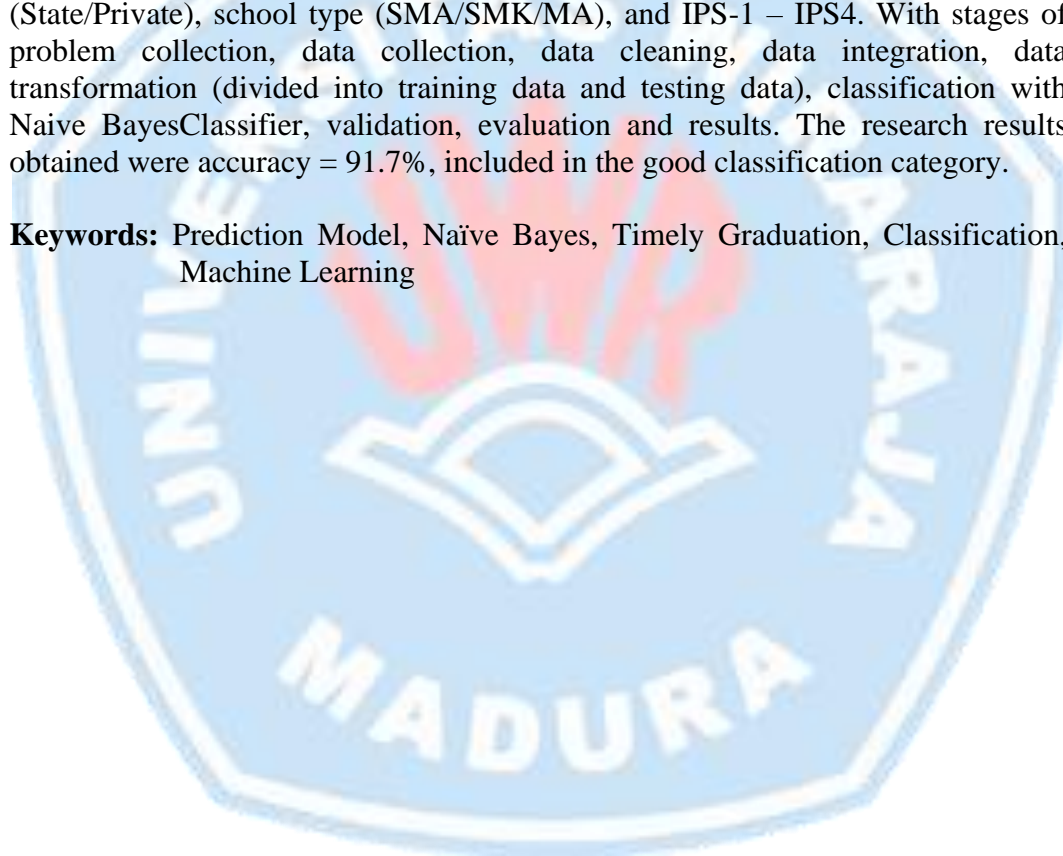 (State/Private), school type (SMA/SMK/MA), and IPS-1 – IPS4. With stages of
problem collection, data collection, data cleaning, data integration, data
transformation (divided into training data and testing data), classification with
Naive BayesClassifier, validation, evaluation and results. The research results
obtained were accuracy = 91.7%, included in the good classification category.
Keywords: Prediction Model, Naïve Bayes, Timely Graduation, Classification,
Machine Learning
UWR
MADURA